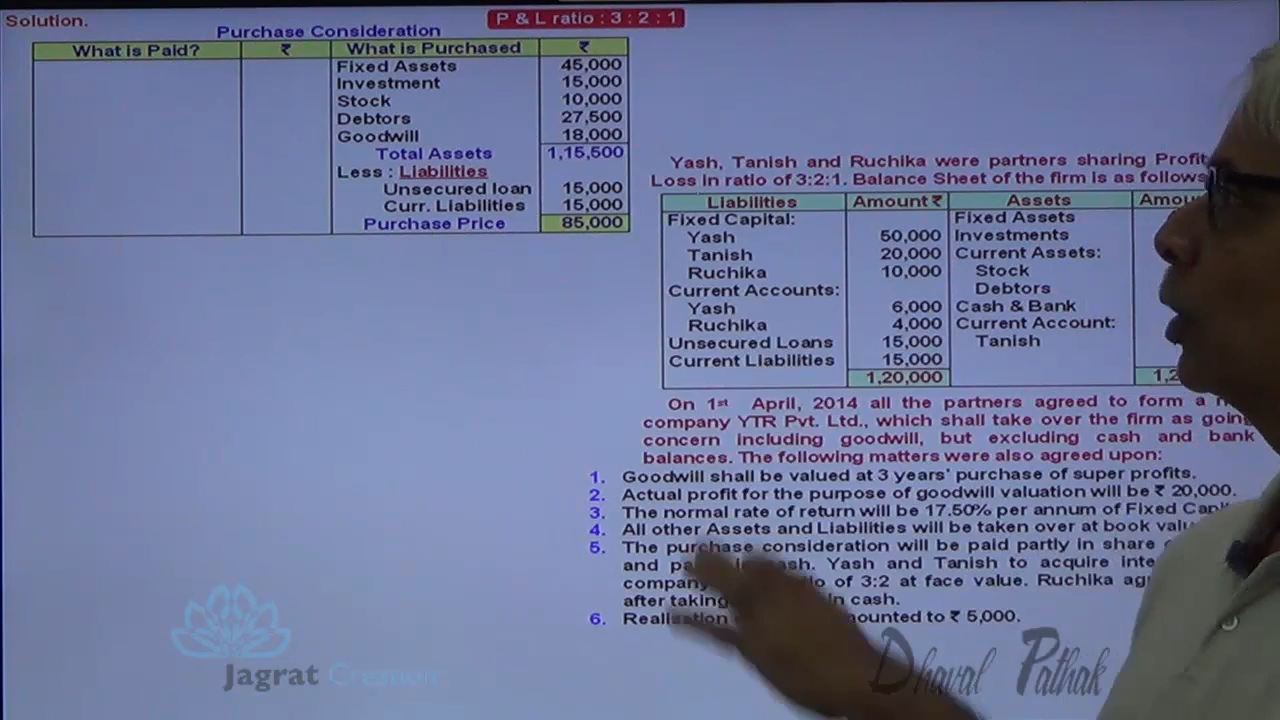 Solution.
P & L ratio : 3 : 2 : 1
Purchase Consideration
What is Paid? ₹ What is Purchased ₹
Fixed Assets 45,000
Investment 15,000
Stock 10,000
Debtors 27,500
Goodwill 18,000
Total Assets 1,15,500
Less : Liabilities
Unsecured loan 15,000
Curr. Liabilities 15,000
Purchase Price 85,000
Yash, Tanish and Ruchika were partners sharing Profit
Loss in ratio of 3:2:1. Balance Sheet of the firm is as follows
Liabilities Amount ₹ Assets
Fixed Capital: Fixed Assets
Yash 50,000 Investments
Tanish 20,000 Current Assets:
Ruchika 10,000 Stock
Current Accounts: Debtors
Yash 6,000 Cash & Bank
Ruchika 4,000 Current Account:
Unsecured Loans 15,000 Tanish
Current Liabilities 15,000
1,20,000
On 1st April, 2014 all the partners agreed to form a
company YTR Pvt. Ltd., which shall take over the firm as going
concern including goodwill, but excluding cash and bank
balances. The following matters were also agreed upon:
1. Goodwill shall be valued at 3 years' purchase of super profits.
2. Actual profit for the purpose of goodwill valuation will be ₹ 20,000.
3. The normal rate of return will be 17.50% per annum of Fixed
4. All other Assets and Liabilities will be taken over at book
5. The purchase consideration will be paid partly in share
and cash. Yash and Tanish to acquire
company of 3:2 at face value. Ruchika
after taking in cash.
6. to ₹ 5,000.
Jagrat Creation
Dhaval Pathak